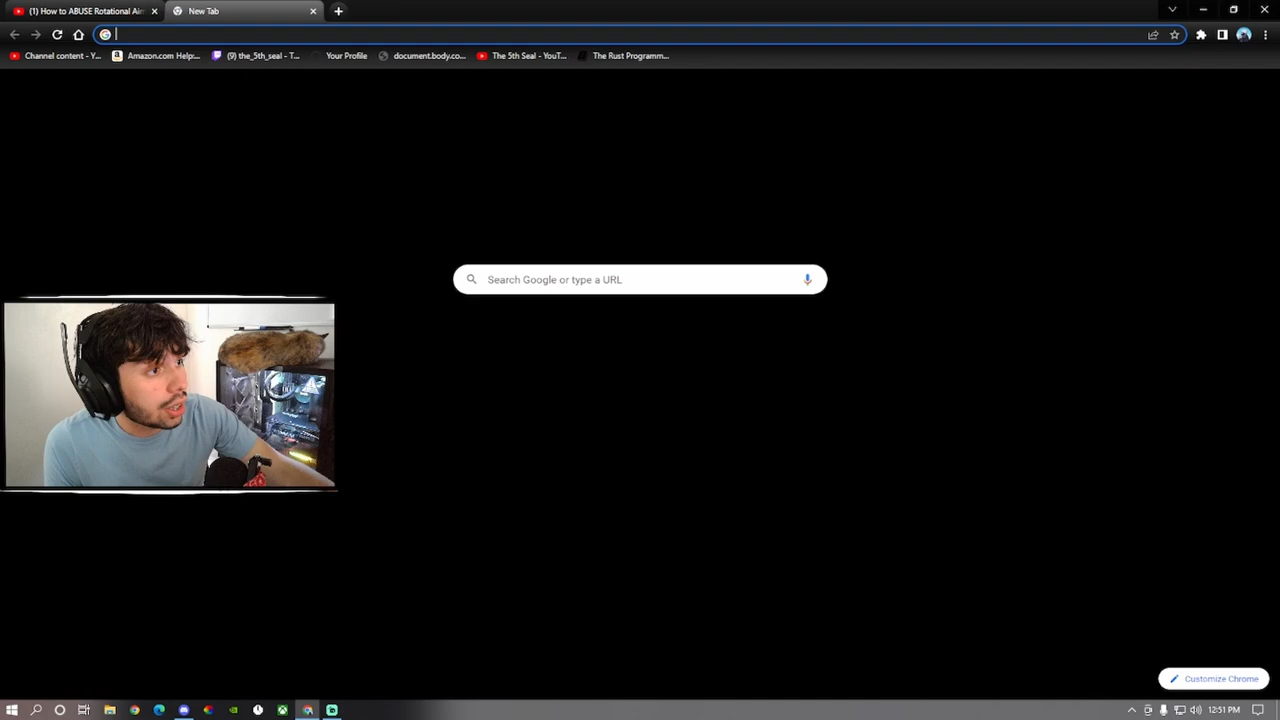 (1) How to ABUSE Rotational Aim
New Tab
Channel content - Y...
Amazon.com Help:...
(9) the_5th_seal - T...
Your Profile
document.body.co...
The 5th Seal - YouT...
The Rust Programm...
Search Google or type a URL
Customize Chrome
12:51 PM